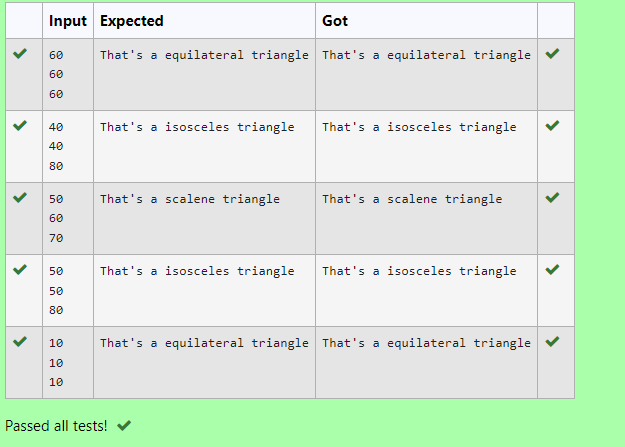 Input Expected Got
60 That's a equilateral triangle That's a equilateral triangle
60
60
40 That's a isosceles triangle That's a isosceles triangle
40
80
50 That's a scalene triangle That's a scalene triangle
60
70
50 That's a isosceles triangle That's a isosceles triangle
50
80
10 That's a equilateral triangle That's a equilateral triangle
10
10
Passed all tests!